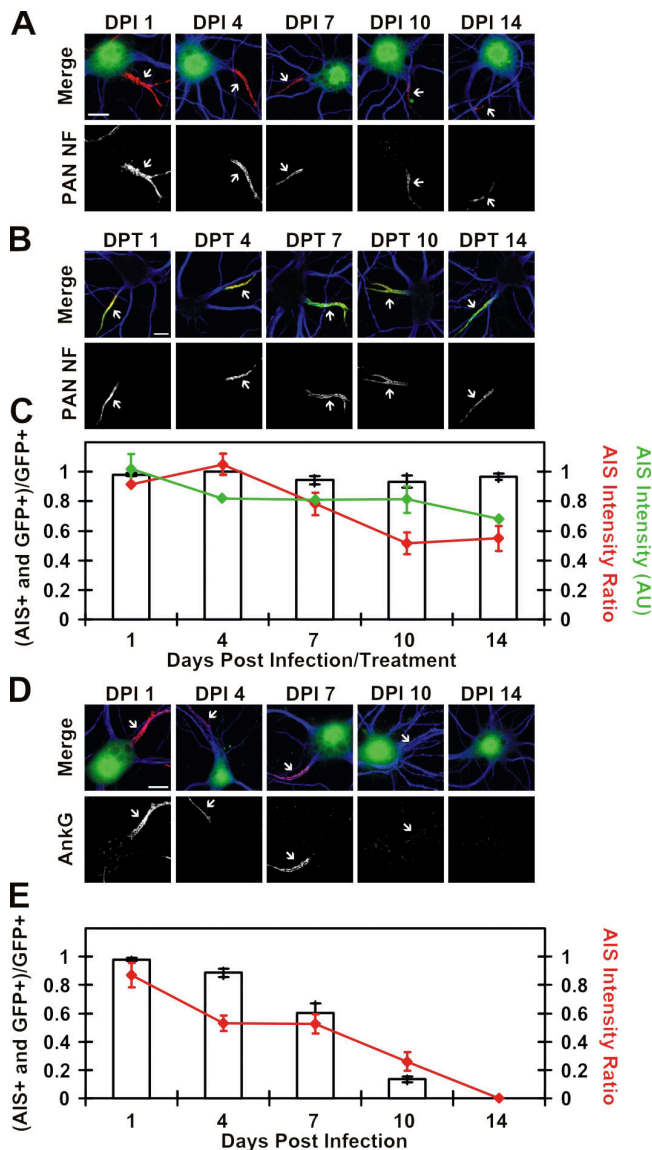 A
DPI 1 DPI 4 DPI 7 DPI 10 DPI 14
Merge
PAN NF
B
DPT 1 DPT 4 DPT 7 DPT 10 DPT 14
Merge
PAN NF
C
(AIS+ and GFP+)/GFP+
1
0.8
0.6
0.4
0.2
0
1
0.8
0.6
0.4
0.2
0
AIS Intensity Ratio
AIS Intensity (AU)
1 4 7 10 14
Days Post Infection/Treatment
D
DPI 1 DPI 4 DPI 7 DPI 10 DPI 14
Merge
AnkG
E
(AIS+ and GFP+)/GFP+
1
0.8
0.6
0.4
0.2
0
1
0.8
0.6
0.4
0.2
0
AIS Intensity Ratio
1 4 7 10 14
Days Post Infection